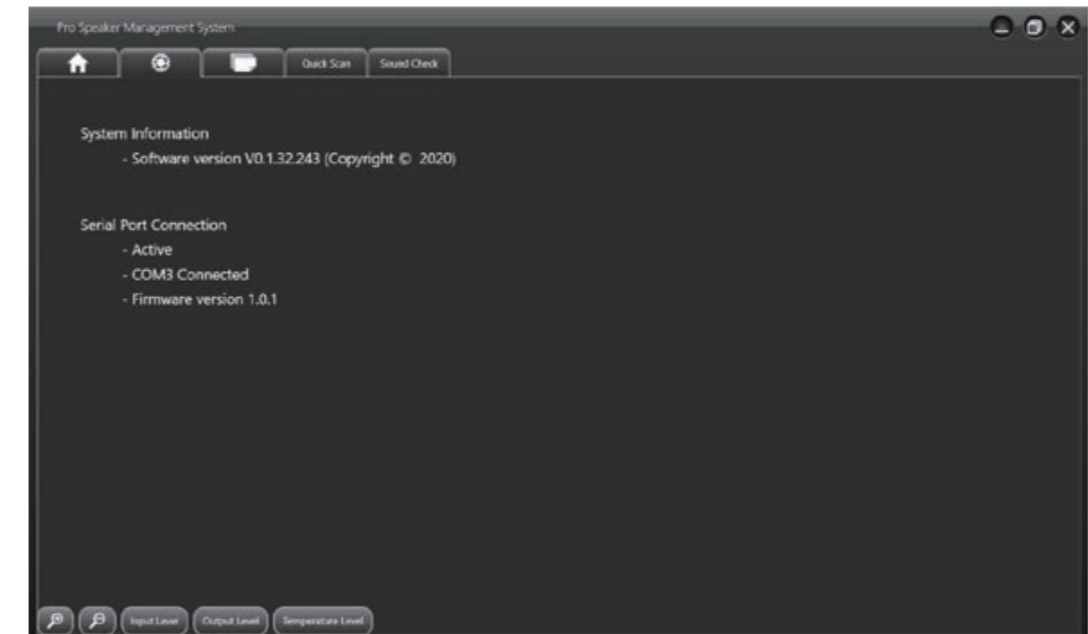 Pro Speaker Management System
Quick Scan
Sound Check
System Information
- Software version V0.1.32.243 (Copyright © 2020)
Serial Port Connection
- Active
- COM3 Connected
- Firmware version 1.0.1
Input Level
Output Level
Temperature Level